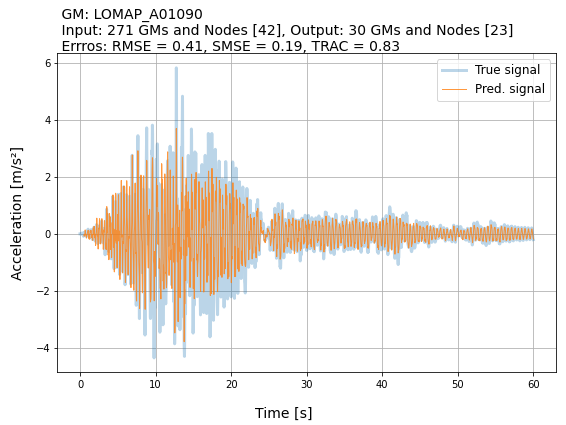 GM: LOMAP_A01090
Input: 271 GMs and Nodes [42], Output: 30 GMs and Nodes [23]
Errros: RMSE = 0.41, SMSE = 0.19, TRAC = 0.83
True signal
Pred. signal
Acceleration [m/s²]
6
4
2
0
−2
−4
0
10
20
30
40
50
60
Time [s]